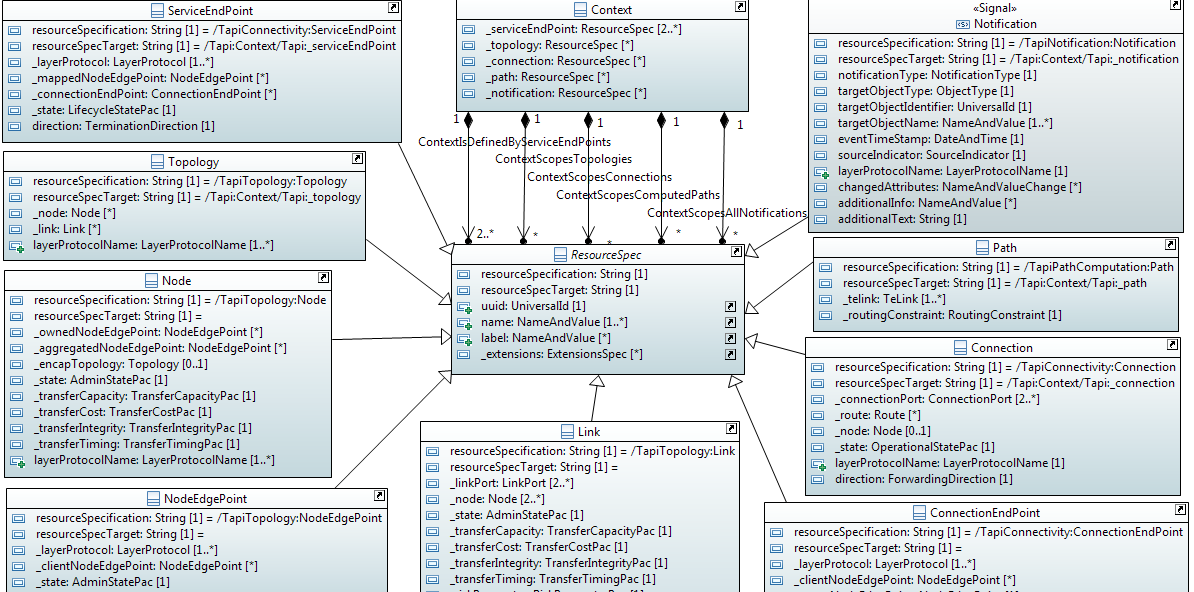 ServiceEndPoint
resourceSpecification: String [1] = /TapiConnectivity:ServiceEndPoint
resourceSpecTarget: String [1] = /Tapi:Context/Tapi:_serviceEndPoint
_layerProtocol: LayerProtocol [1..*]
_mappedNodeEdgePoint: NodeEdgePoint [*]
_connectionEndPoint: ConnectionEndPoint [*]
_state: LifecycleStatePac [1]
direction: TerminationDirection [1]
Context
_serviceEndPoint: ResourceSpec [2..*]
_topology: ResourceSpec [*]
_connection: ResourceSpec [*]
_path: ResourceSpec [*]
_notification: ResourceSpec [*]
«Signal»
Notification
resourceSpecification: String [1] = /TapiNotification:Notification
resourceSpecTarget: String [1] = /Tapi:Context/Tapi:_notification
notificationType: NotificationType [1]
targetObjectType: ObjectType [1]
targetObjectIdentifier: UniversalId [1]
targetObjectName: NameAndValue [1..*]
eventTimeStamp: DateAndTime [1]
sourceIndicator: SourceIndicator [1]
layerProtocolName: LayerProtocolName [1]
changedAttributes: NameAndValueChange [*]
additionalInfo: NameAndValue [*]
additionalText: String [1]
1 1 1 1 1
ContextIsDefinedByServiceEndPoints
ContextScopesTopologies
ContextScopesConnections
ContextScopesComputedPaths
ContextScopesAllNotifications
2..* * * * *
Topology
resourceSpecification: String [1] = /TapiTopology:Topology
resourceSpecTarget: String [1] = /Tapi:Context/Tapi:_topology
_node: Node [*]
_link: Link [*]
layerProtocolName: LayerProtocolName [1..*]
ResourceSpec
resourceSpecification: String [1]
resourceSpecTarget: String [1]
uuid: UniversalId [1]
name: NameAndValue [1..*]
label: NameAndValue [*]
_extensions: ExtensionsSpec [*]
Path
resourceSpecification: String [1] = /TapiPathComputation:Path
resourceSpecTarget: String [1] = /Tapi:Context/Tapi:_path
_telink: TeLink [1..*]
_routingConstraint: RoutingConstraint [1]
Node
resourceSpecification: String [1] = /TapiTopology:Node
resourceSpecTarget: String [1] =
_ownedNodeEdgePoint: NodeEdgePoint [*]
_aggregatedNodeEdgePoint: NodeEdgePoint [*]
_encapTopology: Topology [0..1]
_state: AdminStatePac [1]
_transferCapacity: TransferCapacityPac [1]
_transferCost: TransferCostPac [1]
_transferIntegrity: TransferIntegrityPac [1]
_transferTiming: TransferTimingPac [1]
layerProtocolName: LayerProtocolName [1..*]
Connection
resourceSpecification: String [1] = /TapiConnectivity:Connection
resourceSpecTarget: String [1] = /Tapi:Context/Tapi:_connection
_connectionPort: ConnectionPort [2..*]
_route: Route [*]
_node: Node [0..1]
_state: OperationalStatePac [1]
layerProtocolName: LayerProtocolName [1]
direction: ForwardingDirection [1]
Link
resourceSpecification: String [1] = /TapiTopology:Link
resourceSpecTarget: String [1] =
_linkPort: LinkPort [2..*]
_node: Node [2..*]
_state: AdminStatePac [1]
_transferCapacity: TransferCapacityPac [1]
_transferCost: TransferCostPac [1]
_transferIntegrity: TransferIntegrityPac [1]
_transferTiming: TransferTimingPac [1]
NodeEdgePoint
resourceSpecification: String [1] = /TapiTopology:NodeEdgePoint
resourceSpecTarget: String [1] =
_layerProtocol: LayerProtocol [1..*]
_clientNodeEdgePoint: NodeEdgePoint [*]
_state: AdminStatePac [1]
ConnectionEndPoint
resourceSpecification: String [1] = /TapiConnectivity:ConnectionEndPoint
resourceSpecTarget: String [1] =
_layerProtocol: LayerProtocol [1..*]
_clientNodeEdgePoint: NodeEdgePoint [*]